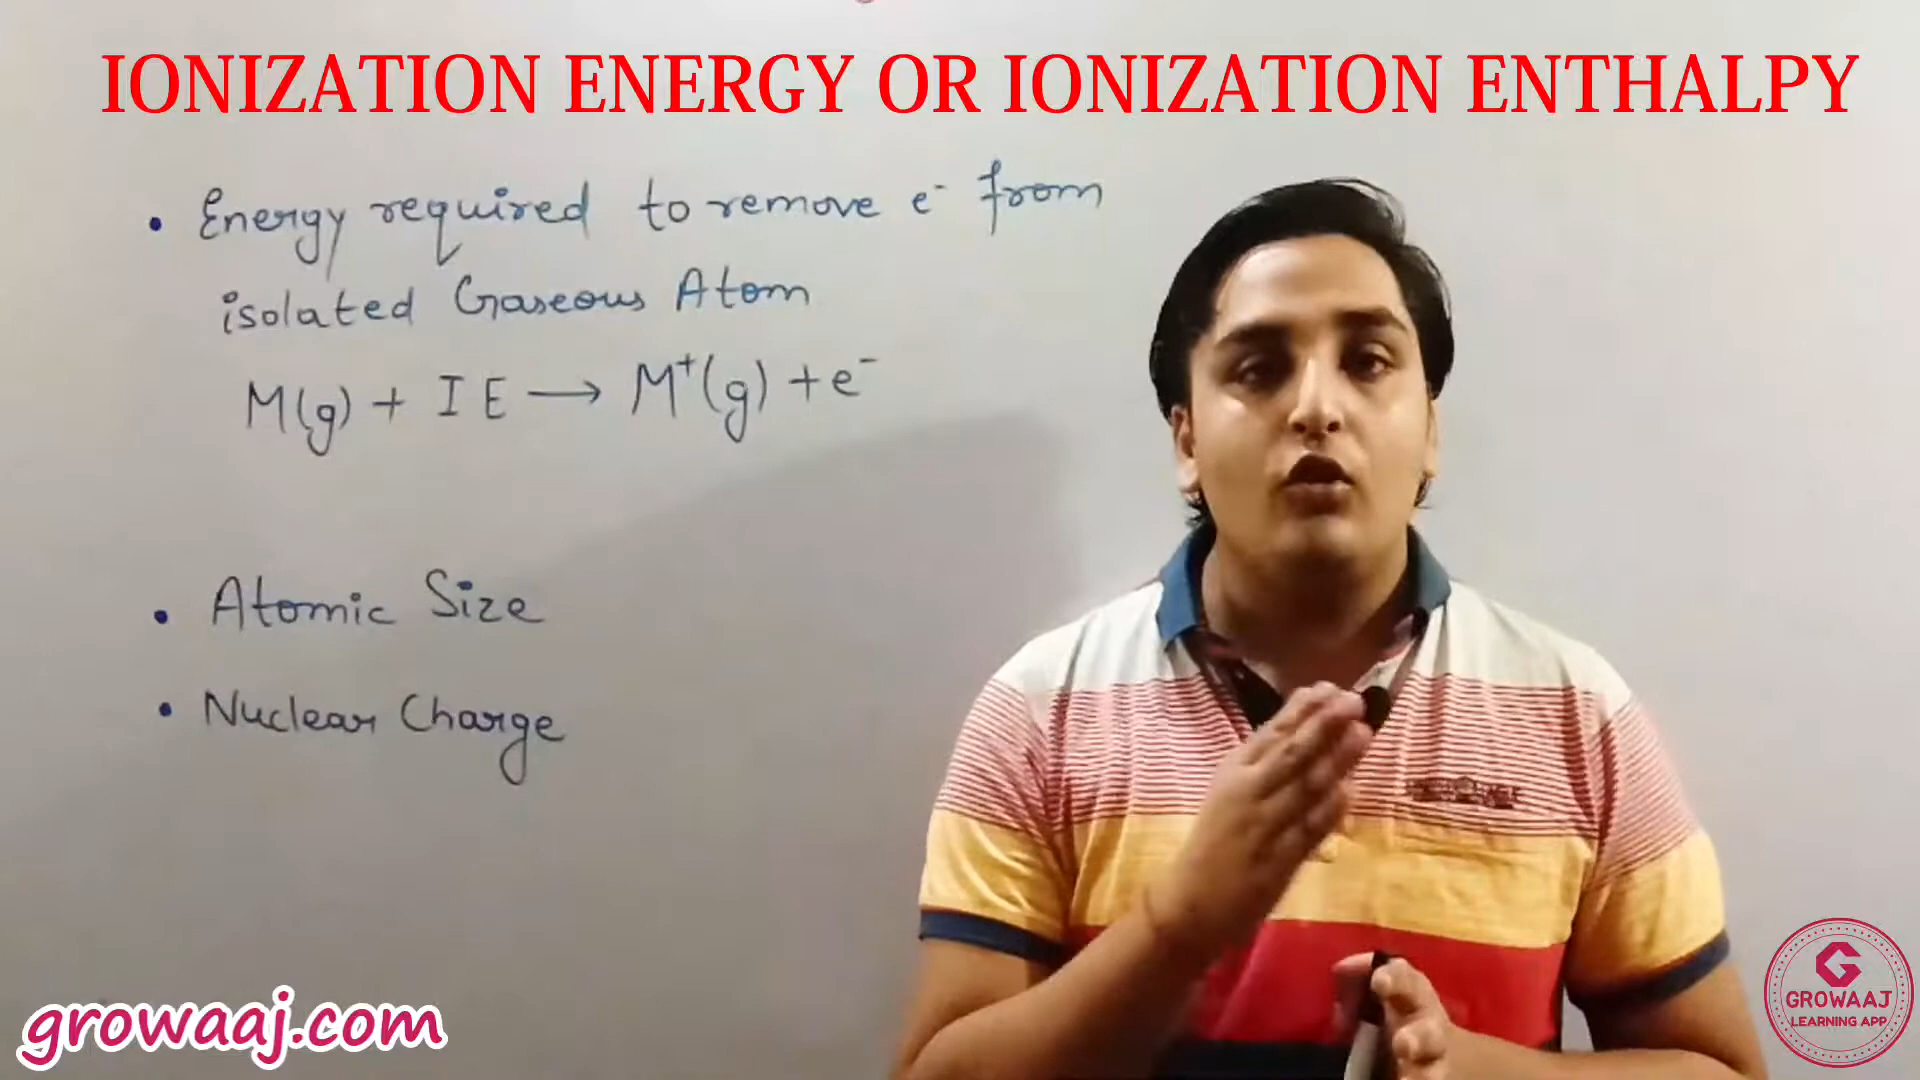 IONIZATION ENERGY OR IONIZATION ENTHALPY
• Energy required to remove e⁻ from
isolated Gaseous Atom
M(g) + I E → M⁺(g) + e⁻
• Atomic Size
• Nuclear Charge
growaaj.com
G
GROWAAJ
LEARNING APP